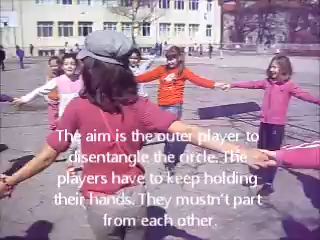 The aim is the outer player to
disentangle the circle. The
players have to keep holding
their hands. They mustn't part
from each other.